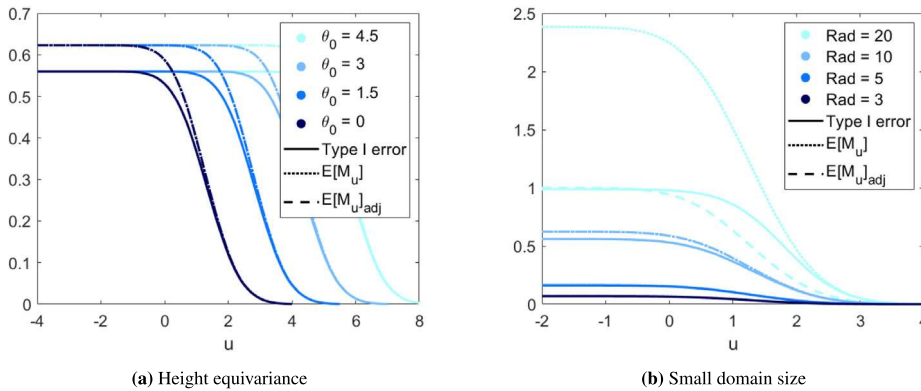 0.7
0.6
0.5
0.4
0.3
0.2
0.1
0
-4 -2 0 2 4 6 8
u
θ0 = 4.5
θ0 = 3
θ0 = 1.5
θ0 = 0
Type I error
E[Mu]
E[Mu]adj
(a) Height equivariance
2.5
2
1.5
1
0.5
0
-2 -1 0 1 2 3 4
u
Rad = 20
Rad = 10
Rad = 5
Rad = 3
Type I error
E[Mu]
E[Mu]adj
(b) Small domain size